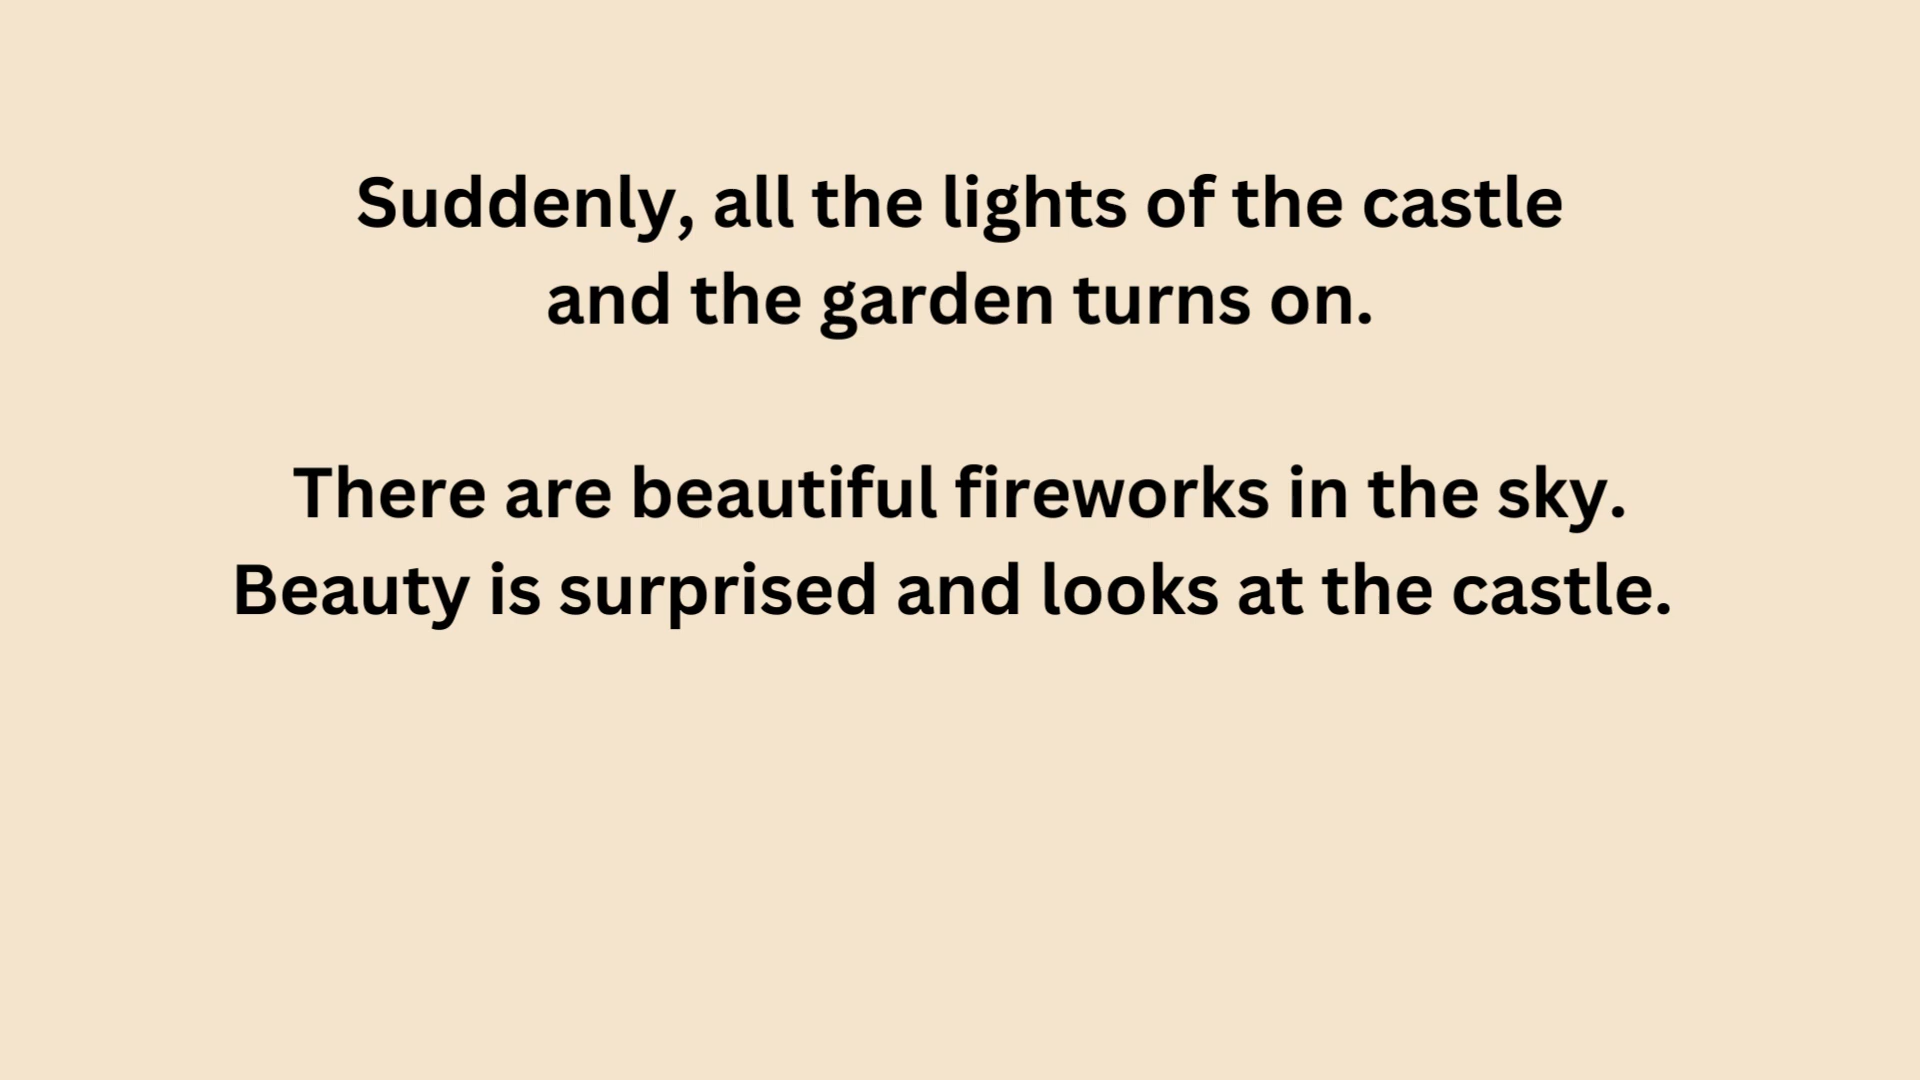 Suddenly, all the lights of the castle
and the garden turns on.
There are beautiful fireworks in the sky.
Beauty is surprised and looks at the castle.